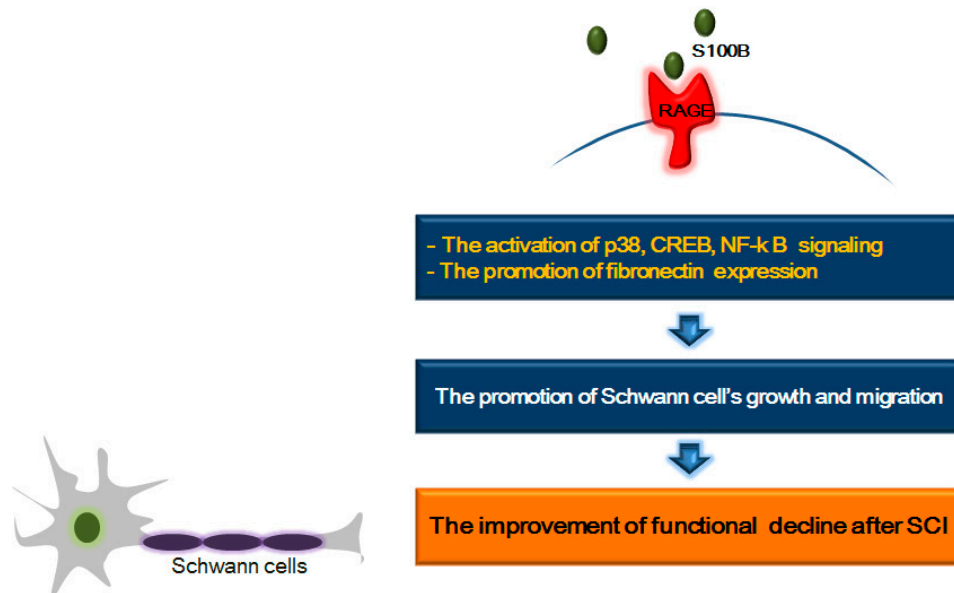 S100B
RAGE
- The activation of p38, CREB, NF-k B signaling
- The promotion of fibronectin expression
The promotion of Schwann cell's growth and migration
The improvement of functional decline after SCI
Schwann cells